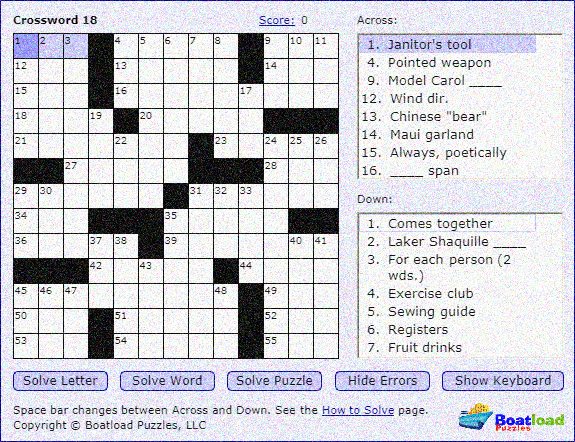 Crossword 18
Score: 0
1 2 3 4 5 6 7 8 9 10 11
12 13 14
15 16 17
18 19 20
21 22 23 24 25 26
27 28
29 30 31 32 33
34 35
36 37 38 39 40 41
42 43 44
45 46 47 48 49
50 51 52
53 54 55
Across:
1. Janitor's tool
4. Pointed weapon
9. Model Carol ____
12. Wind dir.
13. Chinese "bear"
14. Maui garland
15. Always, poetically
16. ____ span
Down:
1. Comes together
2. Laker Shaquille ____
3. For each person (2
wds.)
4. Exercise club
5. Sewing guide
6. Registers
7. Fruit drinks
Solve Letter Solve Word Solve Puzzle Hide Errors Show Keyboard
Space bar changes between Across and Down. See the How to Solve page.
Copyright © Boatload Puzzles, LLC
Boatload
Puzzles